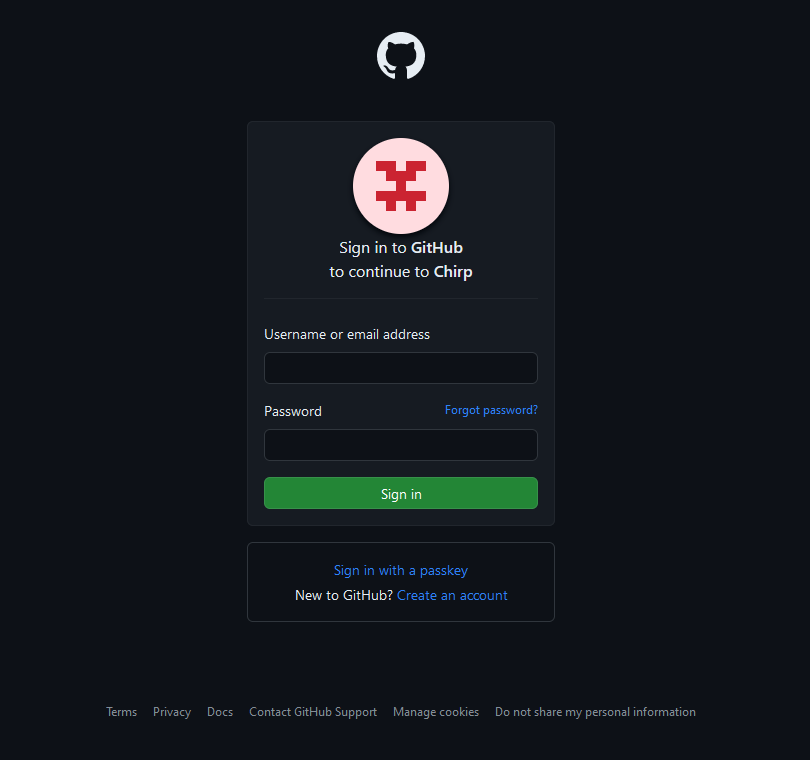 Sign in to GitHub
to continue to Chirp
Username or email address
Password
Forgot password?
Sign in
Sign in with a passkey
New to GitHub? Create an account
Terms Privacy Docs Contact GitHub Support Manage cookies Do not share my personal information